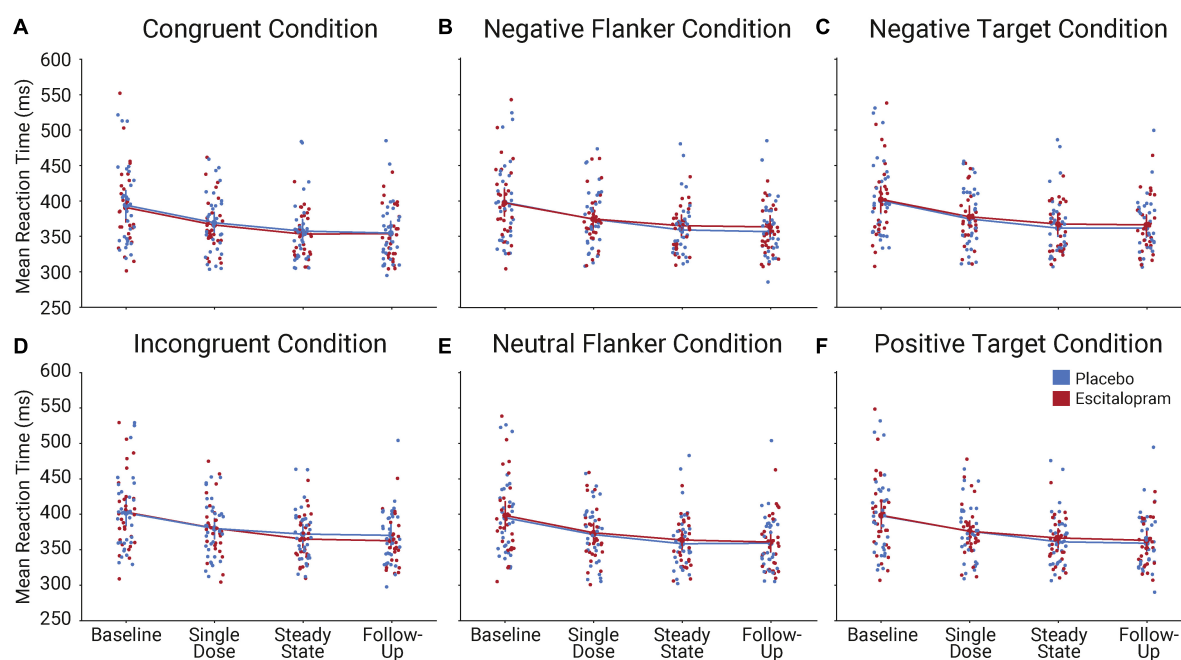 A Congruent Condition
B Negative Flanker Condition
C Negative Target Condition
Mean Reaction Time (ms)
600
550
500
450
400
350
300
250
D Incongruent Condition
E Neutral Flanker Condition
F Positive Target Condition
Mean Reaction Time (ms)
600
550
500
450
400
350
300
250
Placebo
Escitalopram
Baseline
Single
Dose
Steady
State
Follow-
Up
Baseline
Single
Dose
Steady
State
Follow-
Up
Baseline
Single
Dose
Steady
State
Follow-
Up